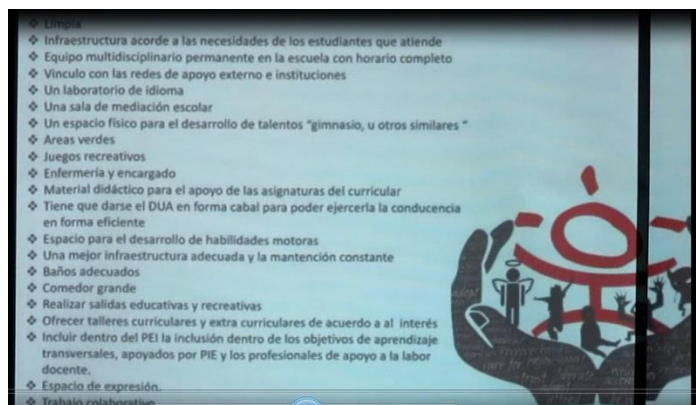 ❖ Limpia
❖ Infraestructura acorde a las necesidades de los estudiantes que atiende
❖ Equipo multidisciplinario permanente en la escuela con horario completo
❖ Vinculo con las redes de apoyo externo e instituciones
❖ Un laboratorio de idioma
❖ Una sala de mediación escolar
❖ Un espacio físico para el desarrollo de talentos "gimnasio, u otros similares "
❖ Areas verdes
❖ Juegos recreativos
❖ Enfermería y encargado
❖ Material didáctico para el apoyo de las asignaturas del curricular
❖ Tiene que darse el DUA en forma cabal para poder ejercerla la conducencia
en forma eficiente
❖ Espacio para el desarrollo de habilidades motoras
❖ Una mejor infraestructura adecuada y la mantención constante
❖ Baños adecuados
❖ Comedor grande
❖ Realizar salidas educativas y recreativas
❖ Ofrecer talleres curriculares y extra curriculares de acuerdo a al interés
❖ Incluir dentro del PEI la inclusión dentro de los objetivos de aprendizaje
transversales, apoyados por PIE y los profesionales de apoyo a la labor
docente.
❖ Espacio de expresión.
❖ Trabajo colaborativo